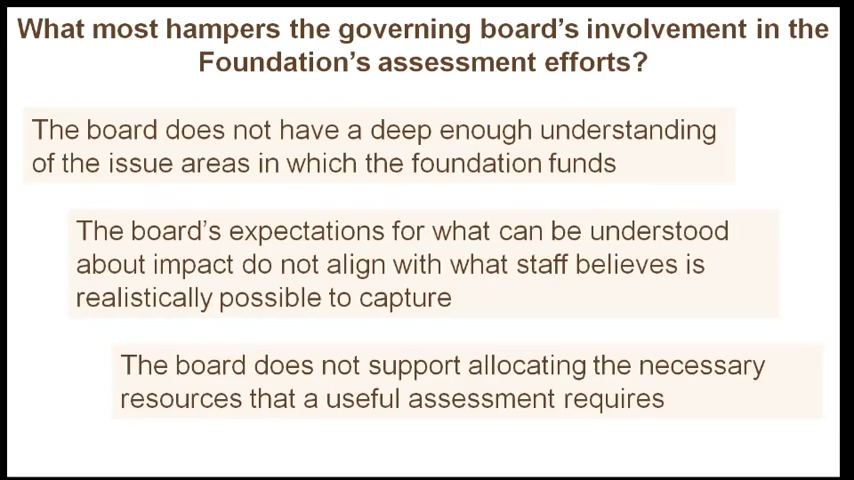 What most hampers the governing board’s involvement in the
Foundation’s assessment efforts?
The board does not have a deep enough understanding
of the issue areas in which the foundation funds
The board’s expectations for what can be understood
about impact do not align with what staff believes is
realistically possible to capture
The board does not support allocating the necessary
resources that a useful assessment requires